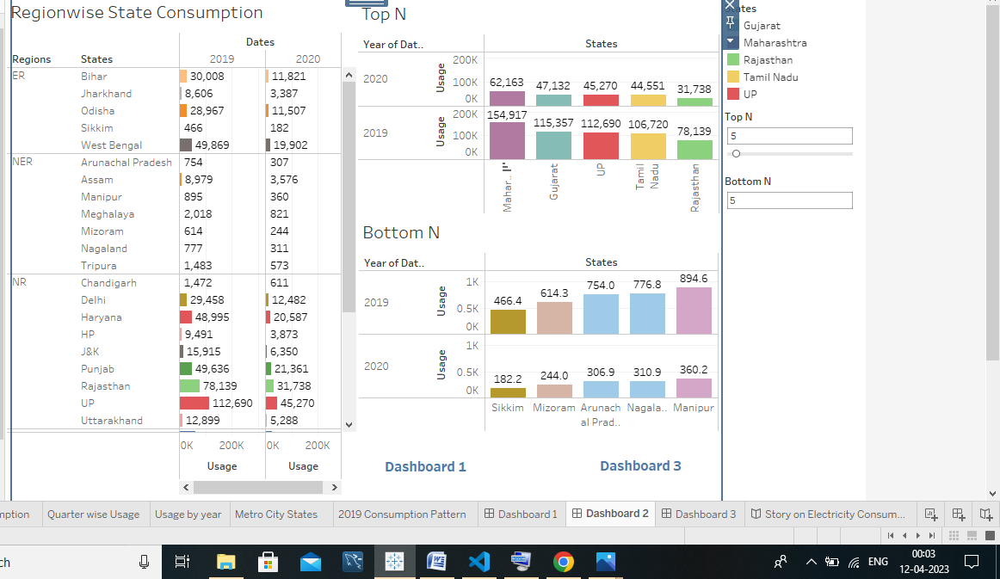 Regionwise State Consumption
Dates
Regions States 2019 2020
ER Bihar 30,008 11,821
Jharkhand 8,606 3,387
Odisha 28,967 11,507
Sikkim 466 182
West Bengal 49,869 19,902
NER Arunachal Pradesh 754 307
Assam 8,979 3,576
Manipur 895 360
Meghalaya 2,018 821
Mizoram 614 244
Nagaland 777 311
Tripura 1,483 573
NR Chandigarh 1,472 611
Delhi 29,458 12,482
Haryana 48,995 20,587
HP 9,491 3,873
J&K 15,915 6,350
Punjab 49,636 21,361
Rajasthan 78,139 31,738
UP 112,690 45,270
Uttarakhand 12,899 5,288
0K 200K 0K 200K
Usage Usage
Top N
Year of Dat.. States
2020 Usage 200K 100K 0K
62,163 47,132 45,270 44,551 31,738
2019 Usage 200K 100K 0K
154,917 115,357 112,690 106,720 78,139
Mahar.. Gujarat UP Tamil Nadu Rajasthan
Bottom N
Year of Dat.. States
2019 Usage 1K 0.5K 0K
466.4 614.3 754.0 776.8 894.6
2020 Usage 1K 0.5K 0K
182.2 244.0 306.9 310.9 360.2
Sikkim Mizoram Arunach Nagala.. Manipur
al Prad..
Dashboard 1 Dashboard 3
ates
Gujarat
Maharashtra
Rajasthan
Tamil Nadu
UP
Top N
5
Bottom N
5
mption Quarter wise Usage Usage by year Metro City States 2019 Consumption Pattern Dashboard 1 Dashboard 2 Dashboard 3 Story on Electricity Consum...
ch ENG 00:03
12-04-2023